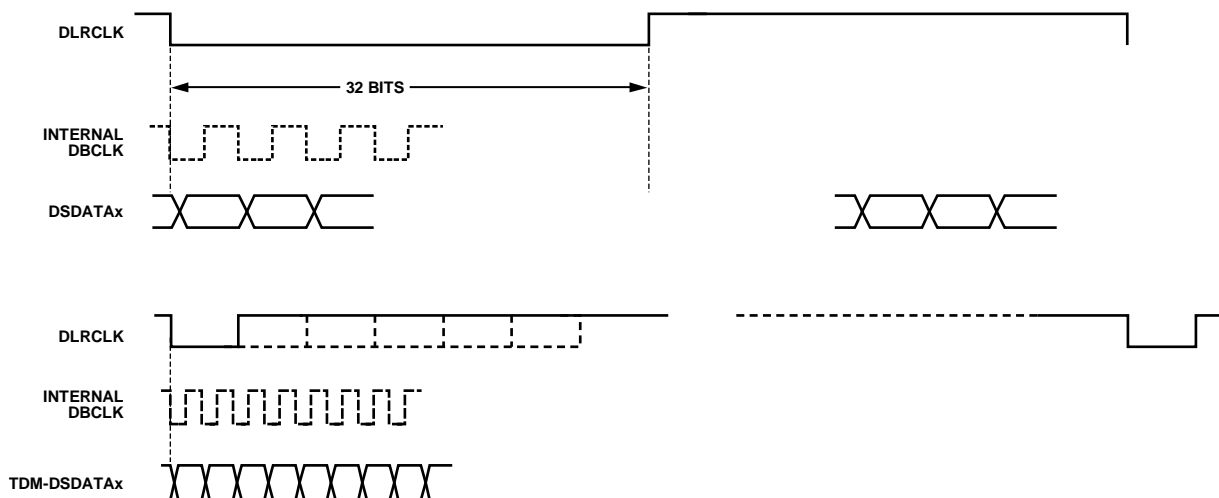 DLRCLK
32 BITS
INTERNAL
DBCLK
DSDATAx
DLRCLK
INTERNAL
DBCLK
TDM-DSDATAx